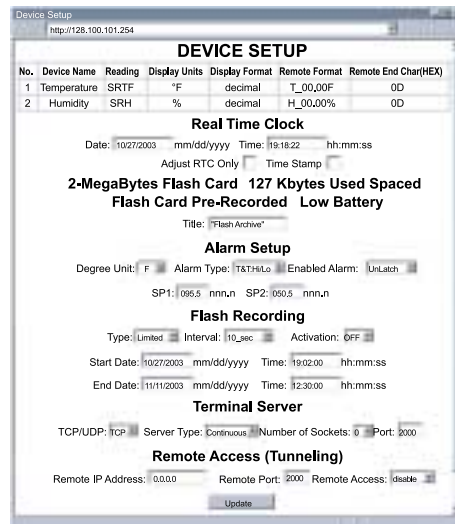 Device Setup
http://128.100.101.254
DEVICE SETUP
No. Device Name Reading Display Units Display Format Remote Format Remote End Char(HEX)
1 Temperature SRTF °F decimal T_00.00F 0D
2 Humidity SRH % decimal H_00.00% 0D
Real Time Clock
Date: 10/27/2003 mm/dd/yyyy Time: 19:18:22 hh:mm:ss
Adjust RTC Only Time Stamp
2-MegaBytes Flash Card 127 Kbytes Used Spaced
Flash Card Pre-Recorded Low Battery
Title: "Flash Archive"
Alarm Setup
Degree Unit: F Alarm Type: T&T:Hi/Lo Enabled Alarm: UnLatch
SP1: 095.5 nnn.n SP2: 050.5 nnn.n
Flash Recording
Type: Limited Interval: 10_sec Activation: OFF
Start Date: 10/27/2003 mm/dd/yyyy Time: 19:02:00 hh:mm:ss
End Date: 11/11/2003 mm/dd/yyyy Time: 12:30:00 hh:mm:ss
Terminal Server
TCP/UDP: TCP Server Type: Continuous Number of Sockets: 0 Port: 2000
Remote Access (Tunneling)
Remote IP Address: 0.0.0.0 Remote Port: 2000 Remote Access: disable
Update